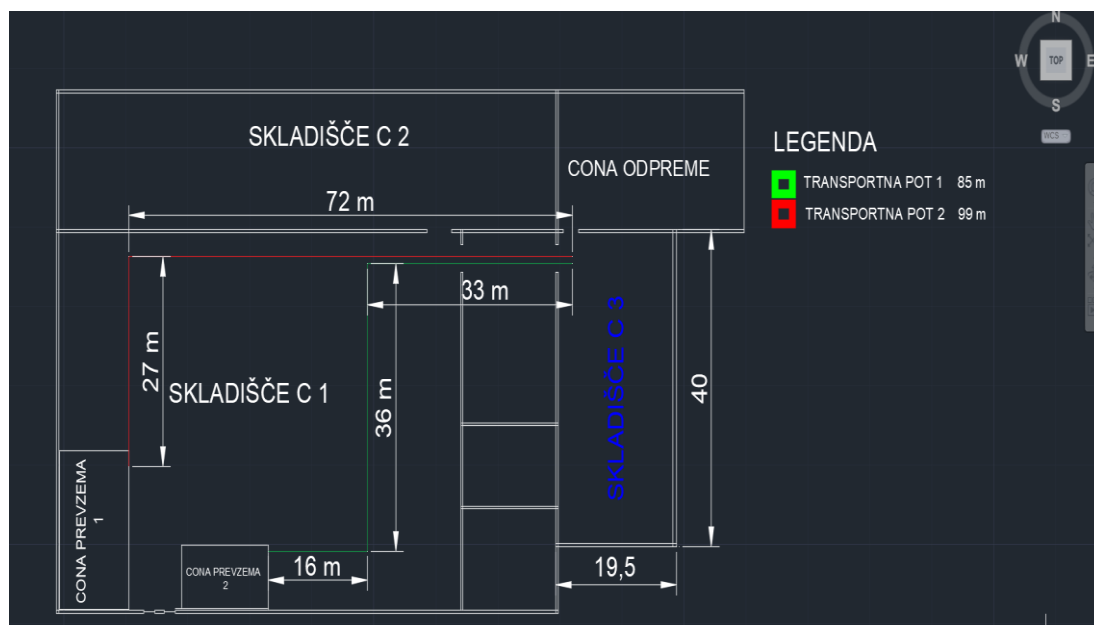 N
W
TOP
E
S
WCS
SKLADIŠČE C 2
CONA ODPREME
LEGENDA
TRANSPORTNA POT 1 85 m
TRANSPORTNA POT 2 99 m
72 m
33 m
27 m
SKLADIŠČE C 1
36 m
SKLADIŠČE C 3
40
CONA PREVZEMA
1
CONA PREVZEMA
2
16 m
19,5